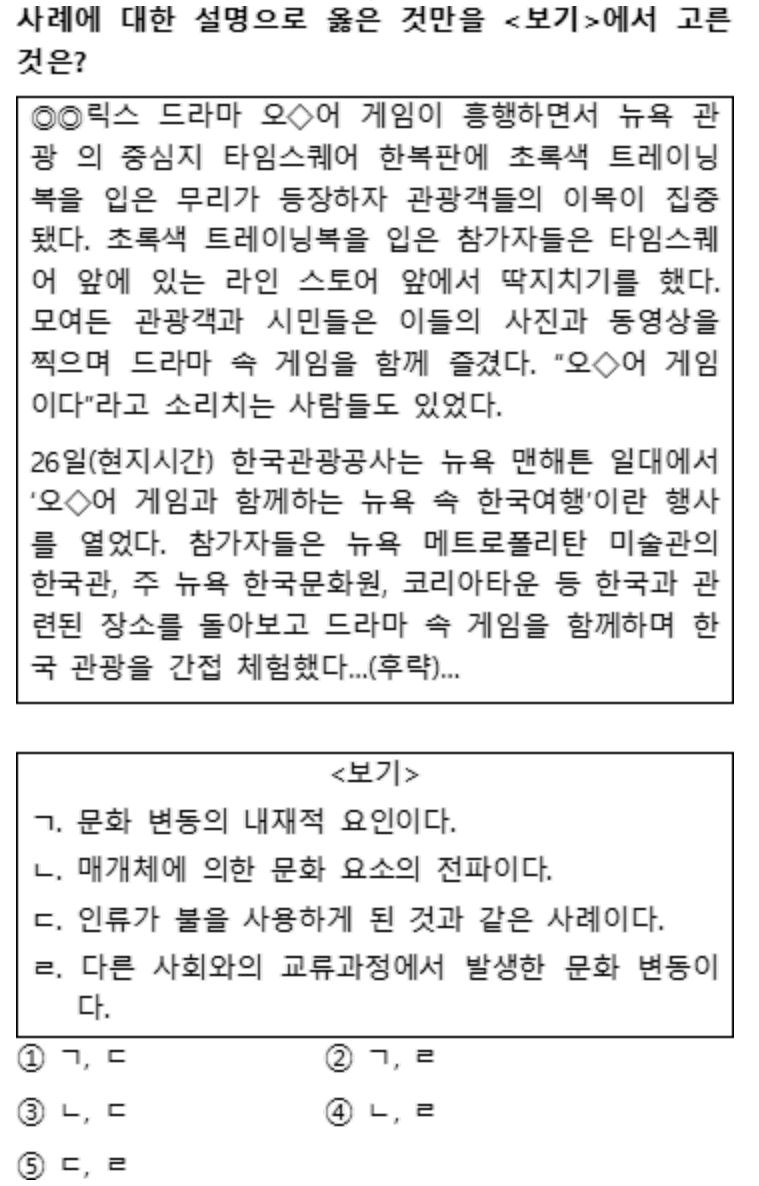 사례에 대한 설명으로 옳은 것만을 <보기>에서 고른
것은?
◎◎릭스 드라마 오◇어 게임이 흥행하면서 뉴욕 관
광 의 중심지 타임스퀘어 한복판에 초록색 트레이닝
복을 입은 무리가 등장하자 관광객들의 이목이 집중
됐다. 초록색 트레이닝복을 입은 참가자들은 타임스퀘
어 앞에 있는 라인 스토어 앞에서 딱지치기를 했다.
모여든 관광객과 시민들은 이들의 사진과 동영상을
찍으며 드라마 속 게임을 함께 즐겼다. "오◇어 게임
이다"라고 소리치는 사람들도 있었다.
26일(현지시간) 한국관광공사는 뉴욕 맨해튼 일대에서
'오◇어 게임과 함께하는 뉴욕 속 한국여행'이란 행사
를 열었다. 참가자들은 뉴욕 메트로폴리탄 미술관의
한국관, 주 뉴욕 한국문화원, 코리아타운 등 한국과 관
련된 장소를 돌아보고 드라마 속 게임을 함께하며 한
국 관광을 간접 체험했다...(후략)...
<보기>
ㄱ. 문화 변동의 내재적 요인이다.
ㄴ. 매개체에 의한 문화 요소의 전파이다.
ㄷ. 인류가 불을 사용하게 된 것과 같은 사례이다.
ㄹ. 다른 사회와의 교류과정에서 발생한 문화 변동이
다.
① ㄱ, ㄷ ② ㄱ, ㄹ
③ ㄴ, ㄷ ④ ㄴ, ㄹ
⑤ ㄷ, ㄹ